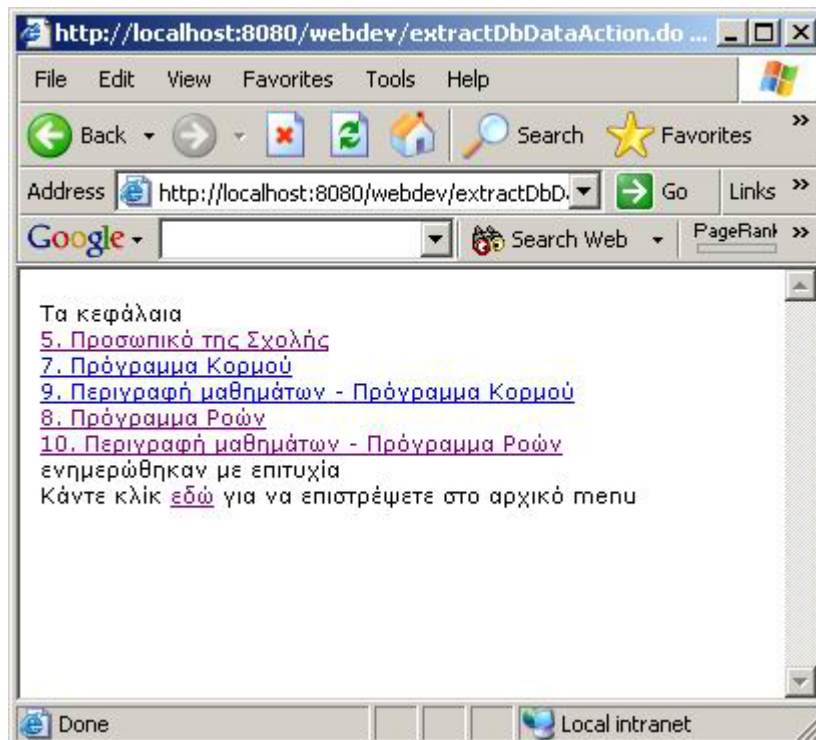 http://localhost:8080/webdev/extractDbDataAction.do ...
File Edit View Favorites Tools Help
Back Search Favorites »
Address http://localhost:8080/webdev/extractDbD Go Links »
Google Search Web PageRank »
Τα κεφάλαια
5. Προσωπικό της Σχολής
7. Πρόγραμμα Κορμού
9. Περιγραφή μαθημάτων - Πρόγραμμα Κορμού
8. Πρόγραμμα Ροών
10. Περιγραφή μαθημάτων - Πρόγραμμα Ροών
ενημερώθηκαν με επιτυχία
Κάντε κλίκ εδώ για να επιστρέψετε στο αρχικό menu
Done Local intranet